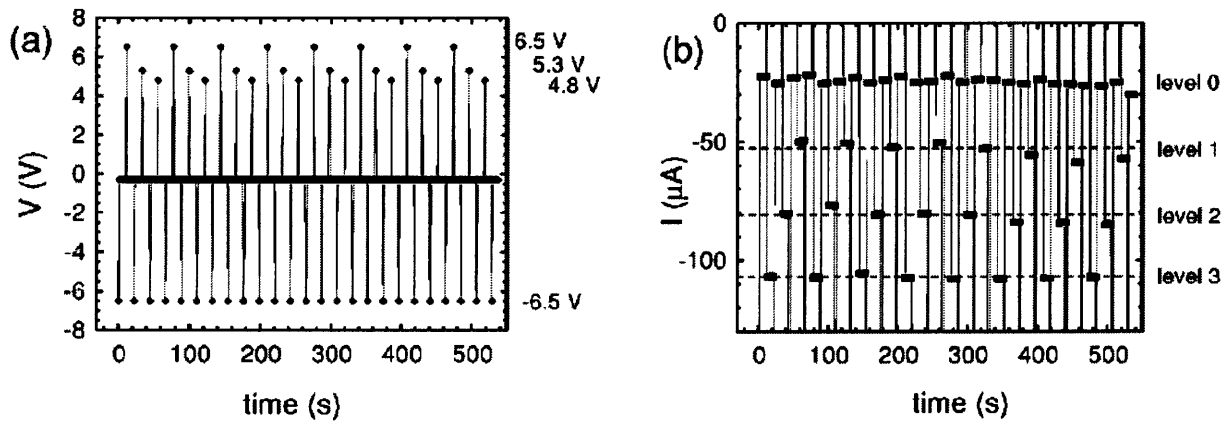 (a)
V (V)
8
6
4
2
0
-2
-4
-6
-8
0 100 200 300 400 500
time (s)
6.5 V
5.3 V
4.8 V
-6.5 V
(b)
I (μA)
0
-50
-100
0 100 200 300 400 500
time (s)
level 0
level 1
level 2
level 3